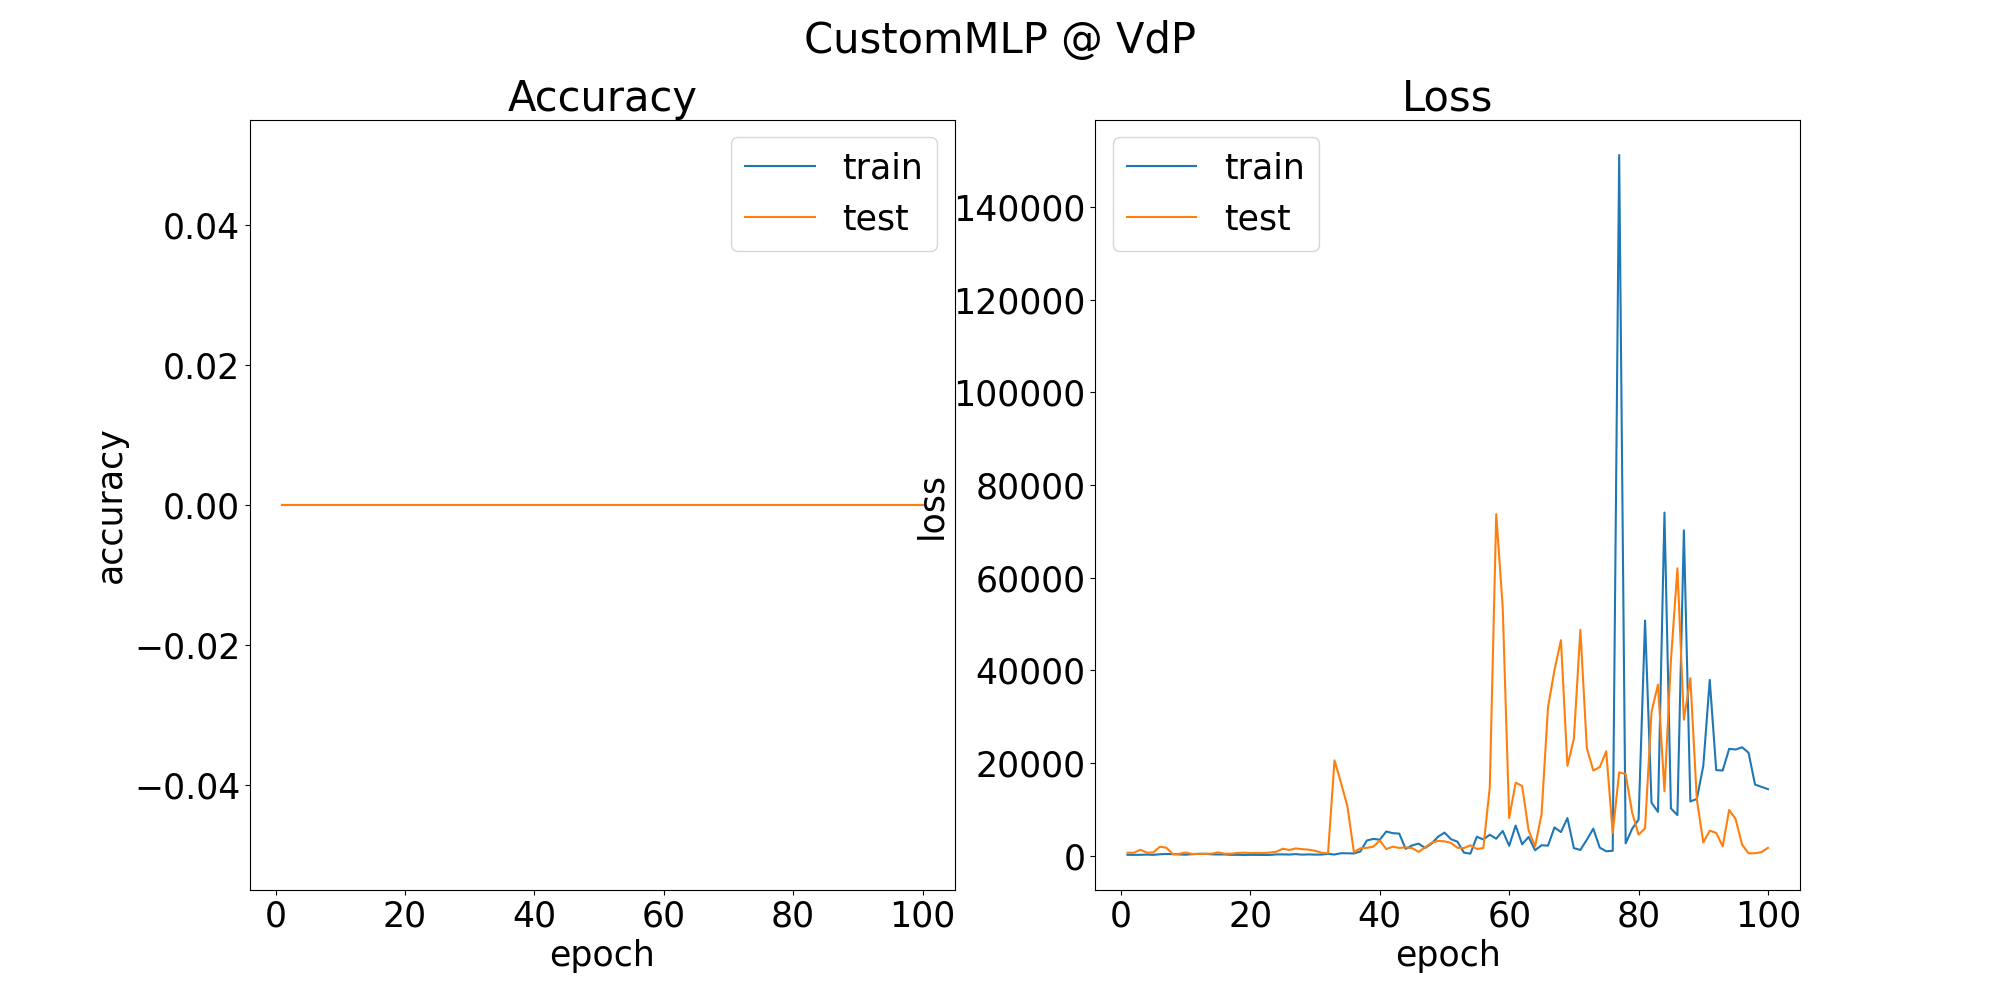 CustomMLP @ VdP
Accuracy
train
test
0.04
0.02
0.00
−0.02
−0.04
accuracy
0 20 40 60 80 100
epoch
Loss
train
test
140000
120000
100000
80000
60000
40000
20000
0
loss
0 20 40 60 80 100
epoch